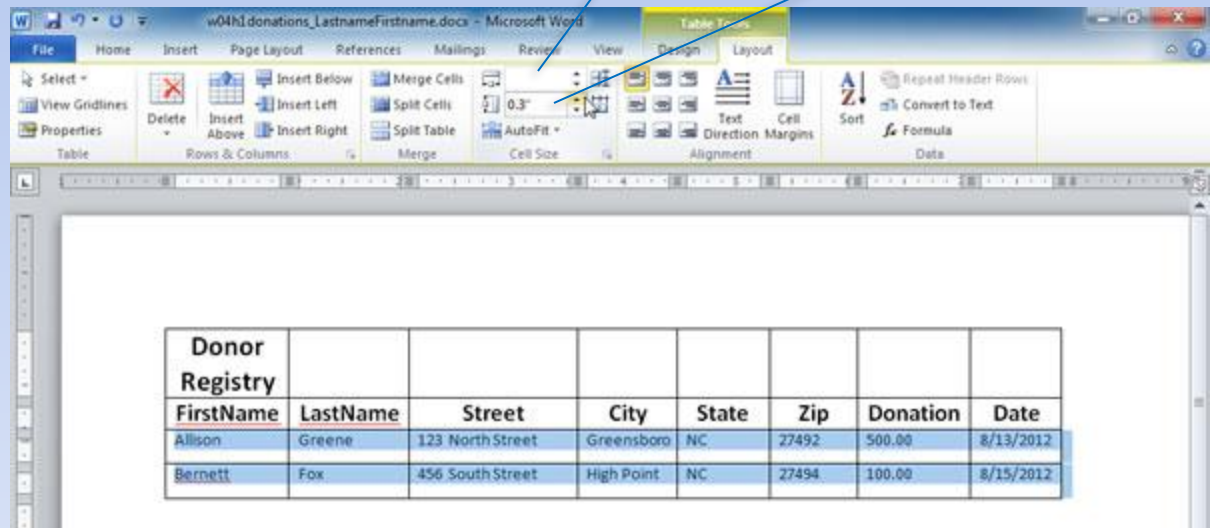 w04h1donations_LastnameFirstname.docx - Microsoft Word Table Tools
File Home Insert Page Layout References Mailings Review View Design Layout
Select
View Gridlines
Properties
Table
Delete
Insert Above
Insert Below
Insert Left
Insert Right
Rows & Columns
Merge Cells
Split Cells
Split Table
Merge
0.3"
AutoFit
Cell Size
Text Direction
Cell Margins
Alignment
Sort
Repeat Header Rows
Convert to Text
Formula
Data
Donor
Registry
FirstName LastName Street City State Zip Donation Date
Allison Greene 123 North Street Greensboro NC 27492 500.00 8/13/2012
Bernett Fox 456 South Street High Point NC 27494 100.00 8/15/2012